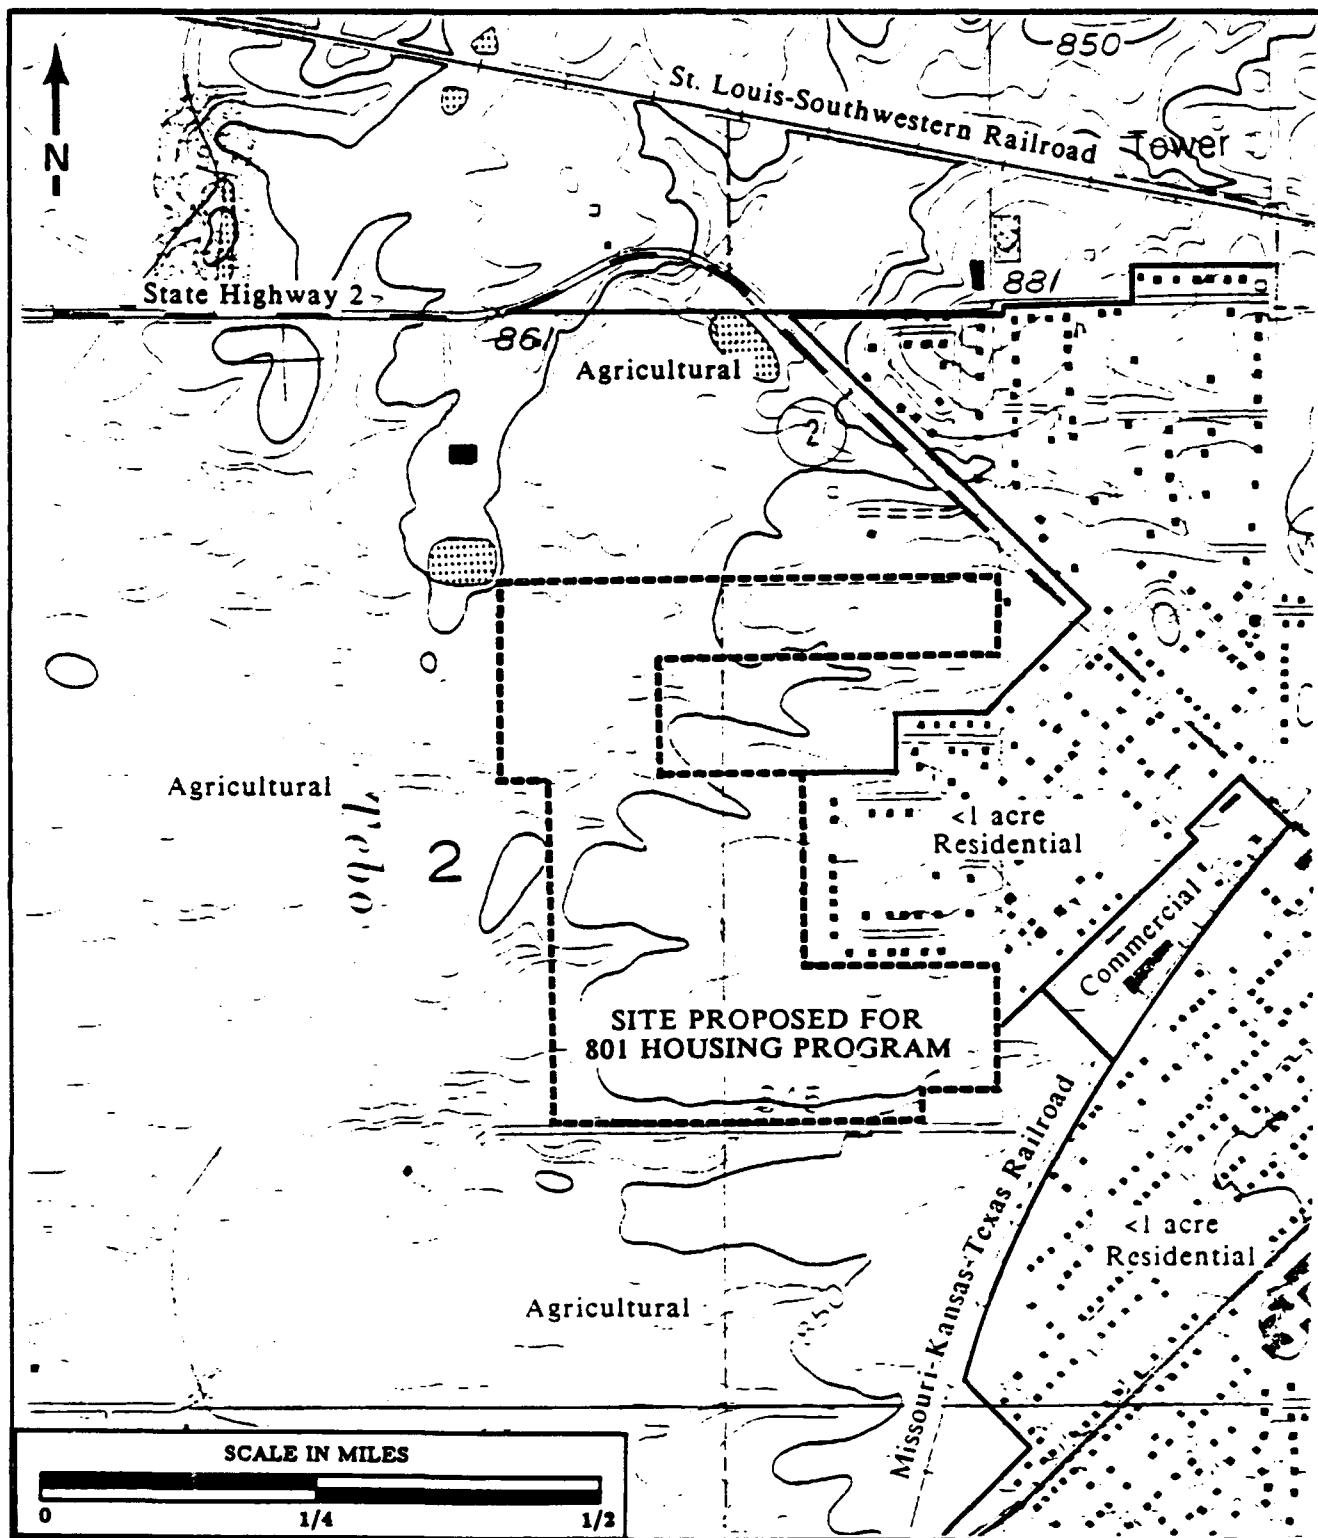 850
St. Louis-Southwestern Railroad
Tower
N
State Highway 2
881
861
Agricultural
2
Agricultural
Tebo
2
<1 acre
Residential
Commercial
SITE PROPOSED FOR
801 HOUSING PROGRAM
Missouri-Kansas-Texas Railroad
<1 acre
Residential
Agricultural
850
SCALE IN MILES
0 1/4 1/2